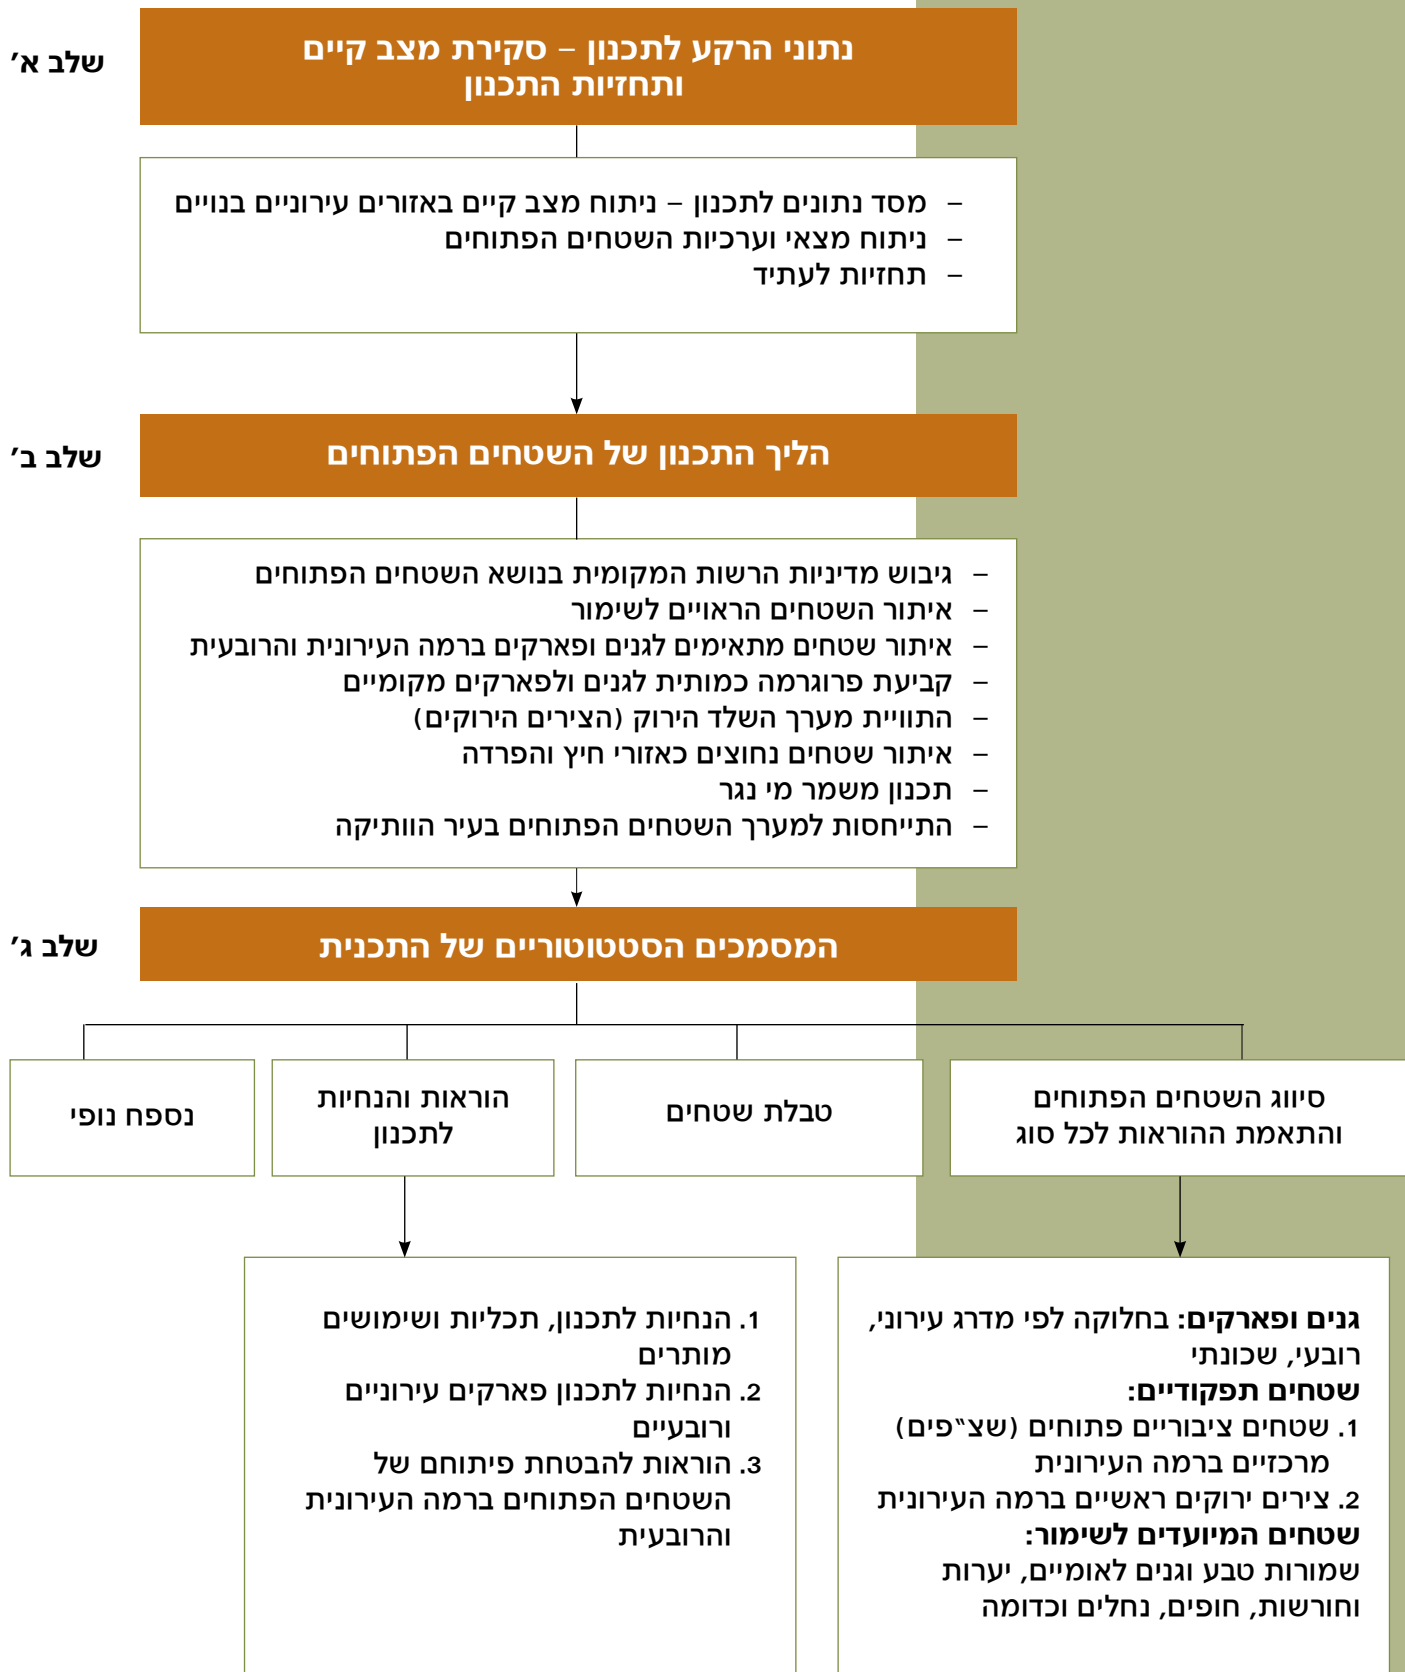 שלב א׳
נתוני הרקע לתכנון – סקירת מצב קיים
ותחזיות התכנון
– מסד נתונים לתכנון – ניתוח מצב קיים באזורים עירוניים בנויים
– ניתוח מצאי וערכיות השטחים הפתוחים
– תחזיות לעתיד
שלב ב׳
הליך התכנון של השטחים הפתוחים
– גיבוש מדיניות הרשות המקומית בנושא השטחים הפתוחים
– איתור השטחים הראויים לשימור
– איתור שטחים מתאימים לגנים ופארקים ברמה העירונית והרובעית
– קביעת פרוגרמה כמותית לגנים ולפארקים מקומיים
– התוויית מערך השלד הירוק (הצירים הירוקים)
– איתור שטחים נחוצים כאזורי חיץ והפרדה
– תכנון משמר מי נגר
– התייחסות למערך השטחים הפתוחים בעיר הוותיקה
שלב ג׳
המסמכים הסטטוטוריים של התכנית
סיווג השטחים הפתוחים
והתאמת ההוראות לכל סוג
טבלת שטחים
הוראות והנחיות
לתכנון
נספח נופי
גנים ופארקים: בחלוקה לפי מדרג עירוני,
רובעי, שכונתי
שטחים תפקודיים:
1. שטחים ציבוריים פתוחים (שצ״פים)
מרכזיים ברמה העירונית
2. צירים ירוקים ראשיים ברמה העירונית
שטחים המיועדים לשימור:
שמורות טבע וגנים לאומיים, יערות
וחורשות, חופים, נחלים וכדומה
1. הנחיות לתכנון, תכליות ושימושים
מותרים
2. הנחיות לתכנון פארקים עירוניים
ורובעיים
3. הוראות להבטחת פיתוחם של
השטחים הפתוחים ברמה העירונית
והרובעית